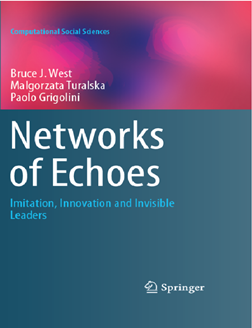 Computational Social Sciences
Bruce J. West
Malgorzata Turalska
Paolo Grigolini
Networks
of Echoes
Imitation, Innovation and Invisible
Leaders
Springer